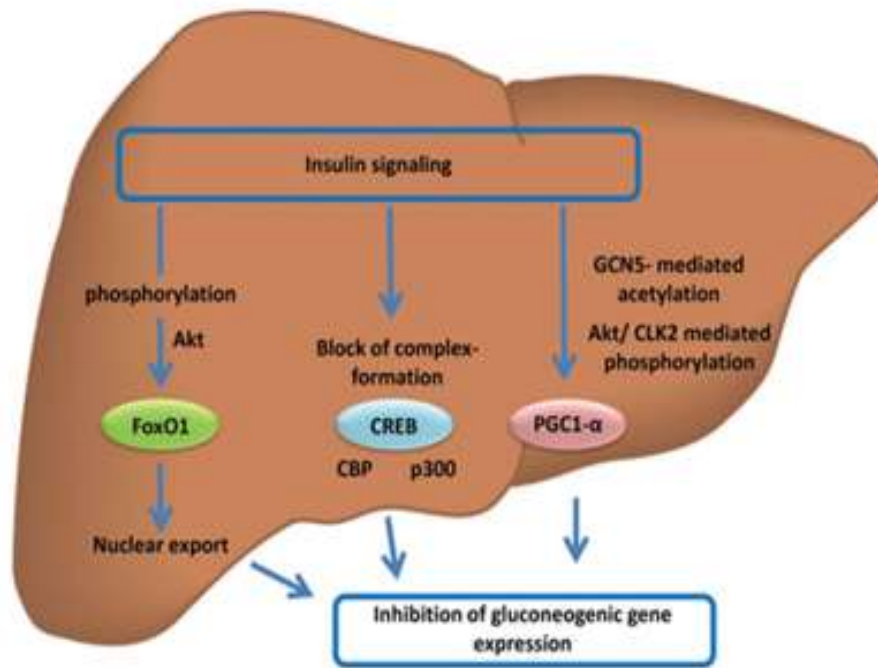 Insulin signaling
phosphorylation
Akt
FoxO1
Nuclear export
Block of complex-
formation
CREB
CBP p300
GCN5- mediated
acetylation
Akt/ CLK2 mediated
phosphorylation
PGC1-α
Inhibition of gluconeogenic gene
expression